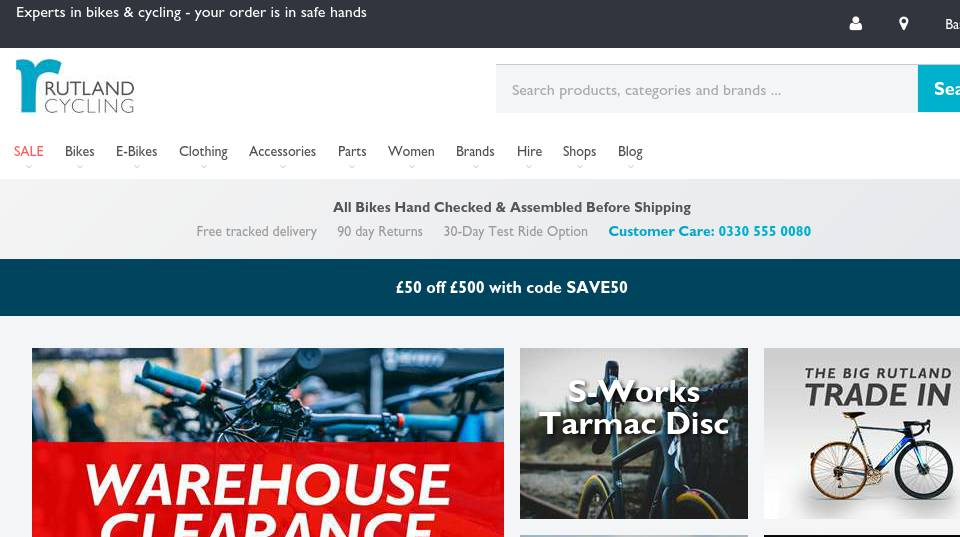 Experts in bikes & cycling - your order is in safe hands
RUTLAND
CYCLING
Search products, categories and brands ...
SALE Bikes E-Bikes Clothing Accessories Parts Women Brands Hire Shops Blog
All Bikes Hand Checked & Assembled Before Shipping
Free tracked delivery 90 day Returns 30-Day Test Ride Option Customer Care: 0330 555 0080
£50 off £500 with code SAVE50
WAREHOUSE
CLEARANCE
S-Works
Tarmac Disc
THE BIG RUTLAND
TRADE IN